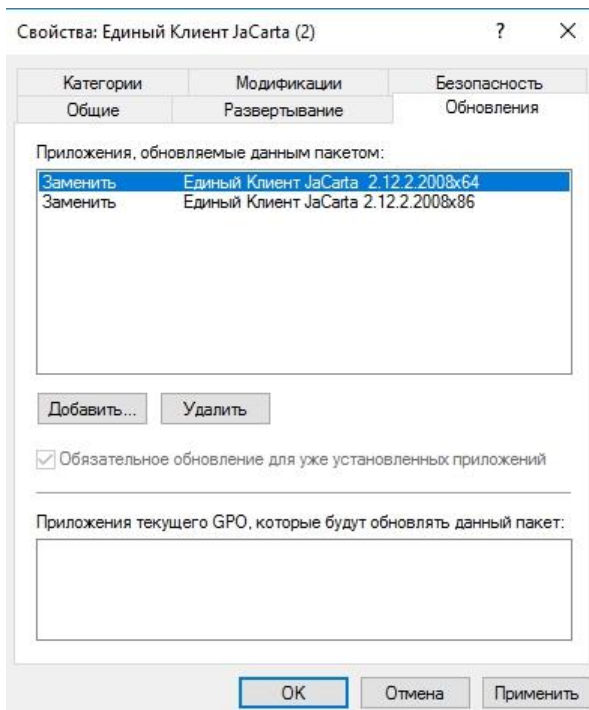 Свойства: Единый Клиент JaCarta (2)
Категории Модификации Безопасность
Общие Развертывание Обновления
Приложения, обновляемые данным пакетом:
Заменить Единый Клиент JaCarta 2.12.2.2008x64
Заменить Единый Клиент JaCarta 2.12.2.2008x86
Добавить... Удалить
Обязательное обновление для уже установленных приложений
Приложения текущего GPO, которые будут обновлять данный пакет:
OK Отмена Применить